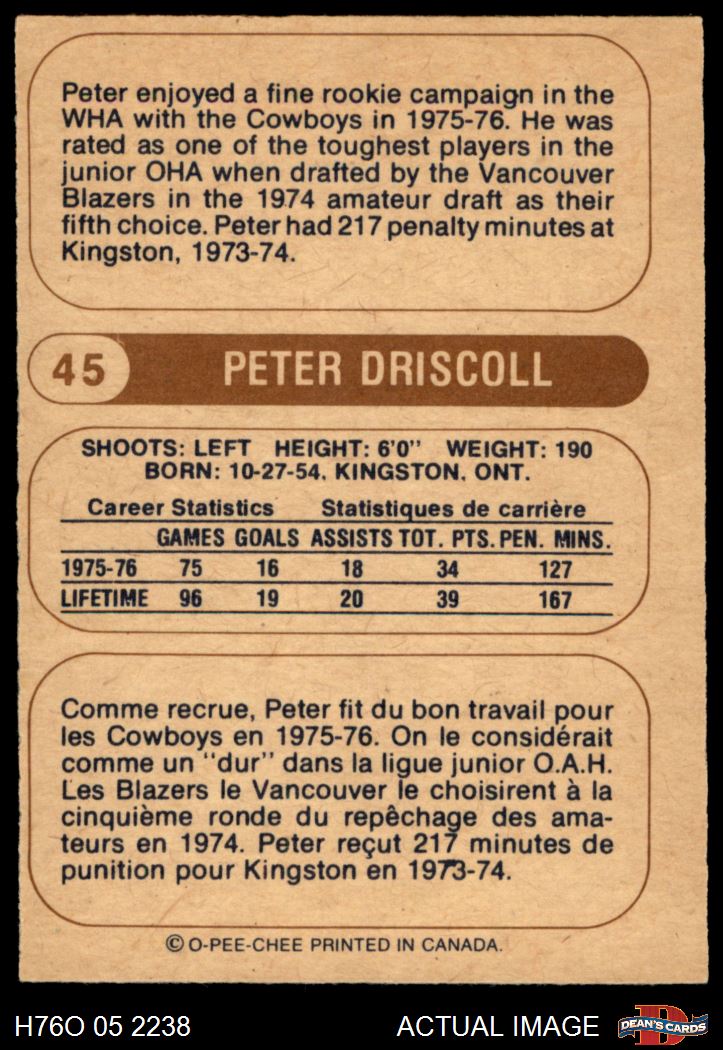 Peter enjoyed a fine rookie campaign in the
WHA with the Cowboys in 1975-76. He was
rated as one of the toughest players in the
junior OHA when drafted by the Vancouver
Blazers in the 1974 amateur draft as their
fifth choice. Peter had 217 penalty minutes at
Kingston, 1973-74.
45 PETER DRISCOLL
SHOOTS: LEFT HEIGHT: 6'0" WEIGHT: 190
BORN: 10-27-54, KINGSTON, ONT.
Career Statistics Statistiques de carrière
GAMES GOALS ASSISTS TOT. PTS. PEN. MINS.
1975-76 75 16 18 34 127
LIFETIME 96 19 20 39 167
Comme recrue, Peter fit du bon travail pour
les Cowboys en 1975-76. On le considérait
comme un "dur" dans la ligue junior O.A.H.
Les Blazers le Vancouver le choisirent à la
cinquième ronde du repêchage des ama-
teurs en 1974. Peter reçut 217 minutes de
punition pour Kingston en 1973-74.
© O-PEE-CHEE PRINTED IN CANADA.
H76O 05 2238 ACTUAL IMAGE D DEAN'S CARDS